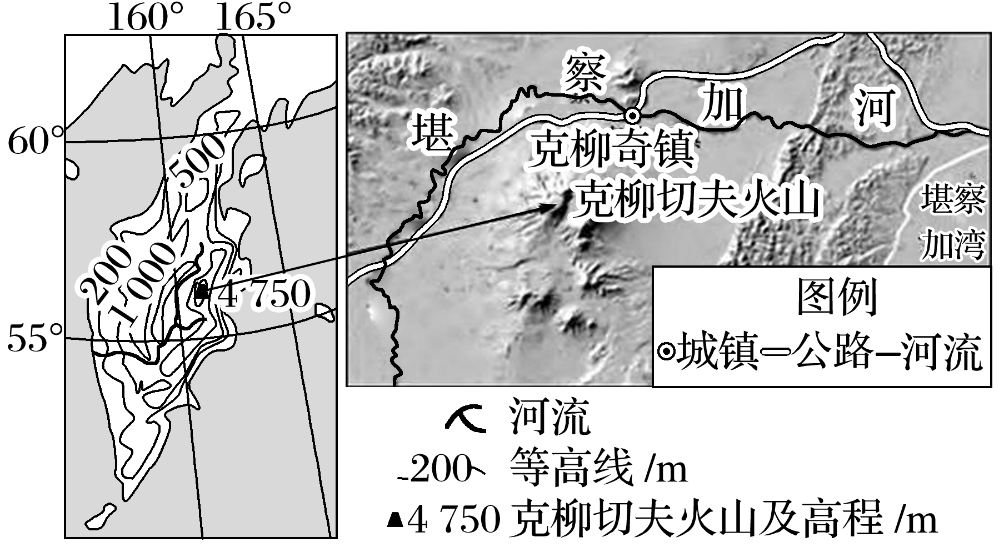 160° 165°
60°
55°
500
200
1 000
4 750
堪察加河
克柳奇镇
克柳切夫火山
堪察
加湾
图例
城镇 公路 河流
河流
200 等高线/m
4 750 克柳切夫火山及高程/m